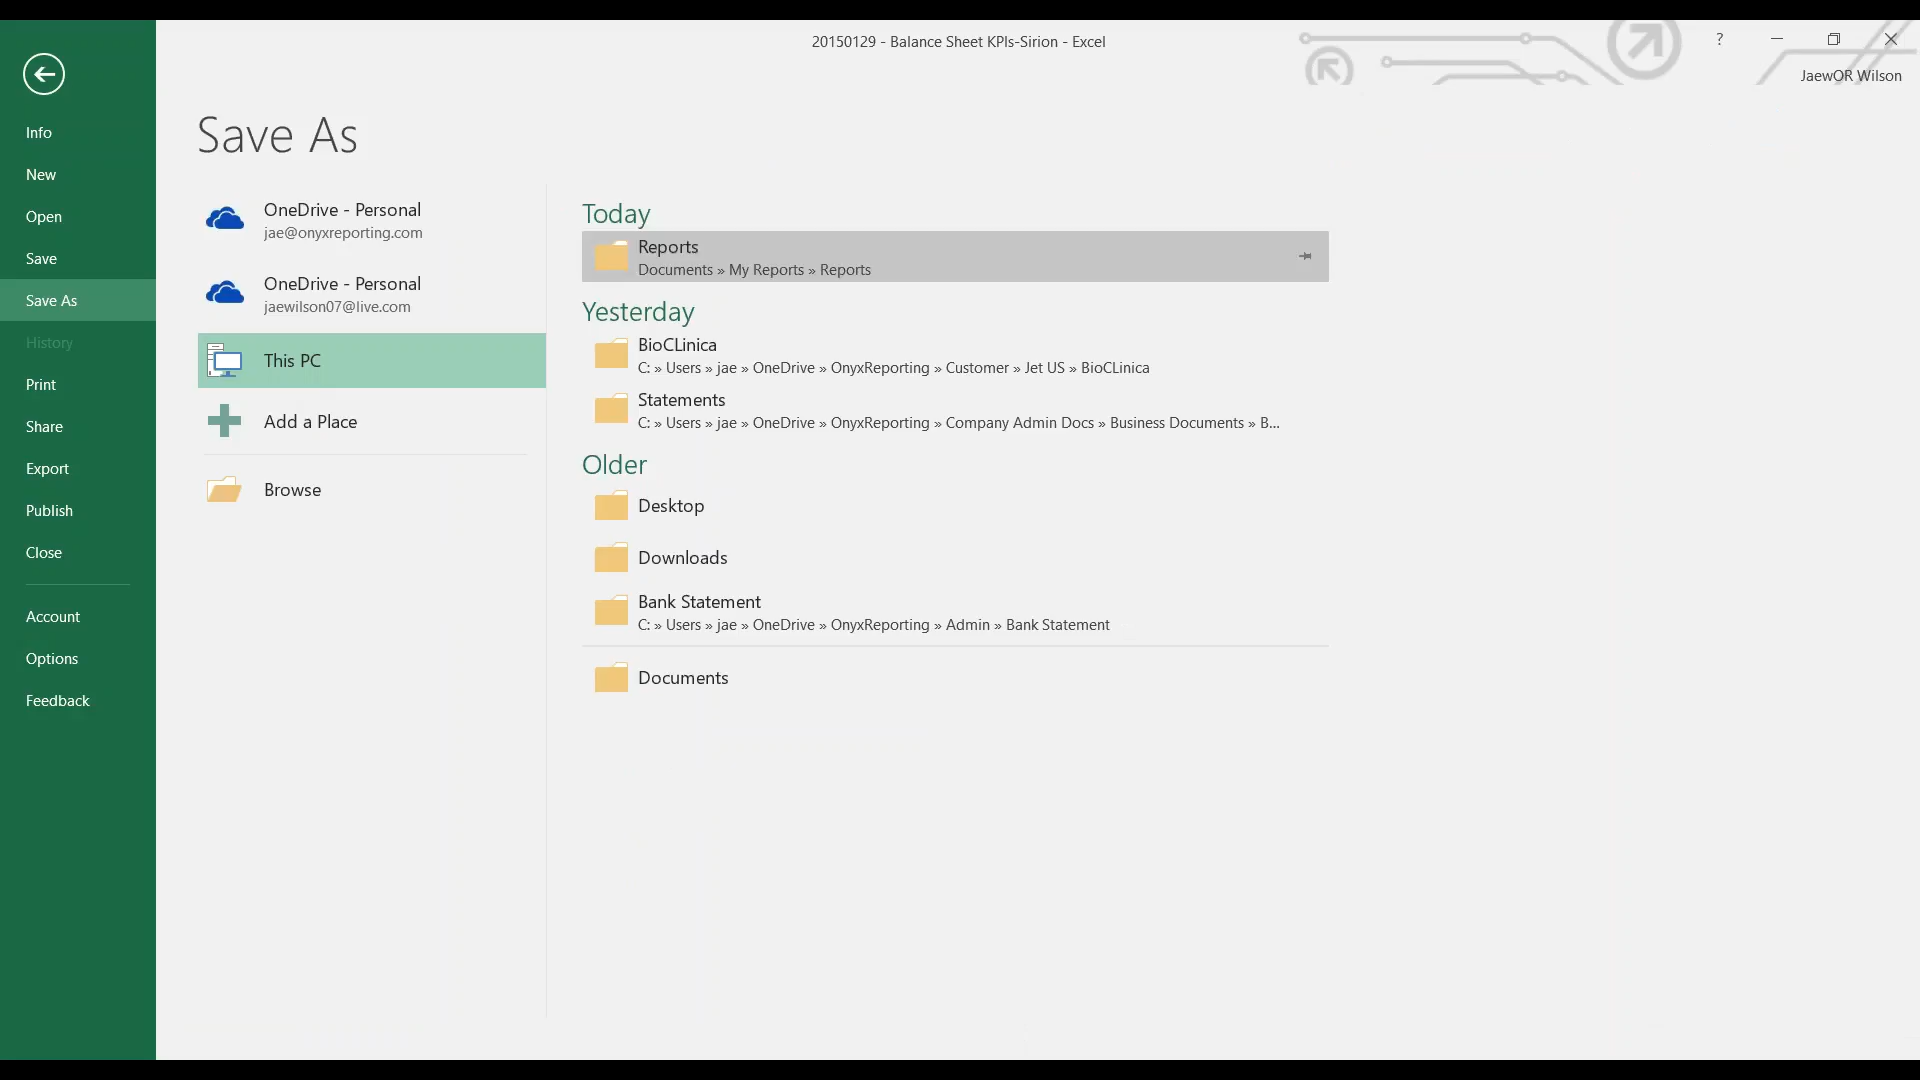 20150129 - Balance Sheet KPIs-Sirion - Excel
?
JaewOR Wilson
Info
New
Open
Save
Save As
History
Print
Share
Export
Publish
Close
Account
Options
Feedback
Save As
OneDrive - Personal
jae@onyxreporting.com
OneDrive - Personal
jaewilson07@live.com
This PC
Add a Place
Browse
Today
Reports
Documents » My Reports » Reports
Yesterday
BioCLinica
C: » Users » jae » OneDrive » OnyxReporting » Customer » Jet US » BioCLinica
Statements
C: » Users » jae » OneDrive » OnyxReporting » Company Admin Docs » Business Documents » B...
Older
Desktop
Downloads
Bank Statement
C: » Users » jae » OneDrive » OnyxReporting » Admin » Bank Statement
Documents